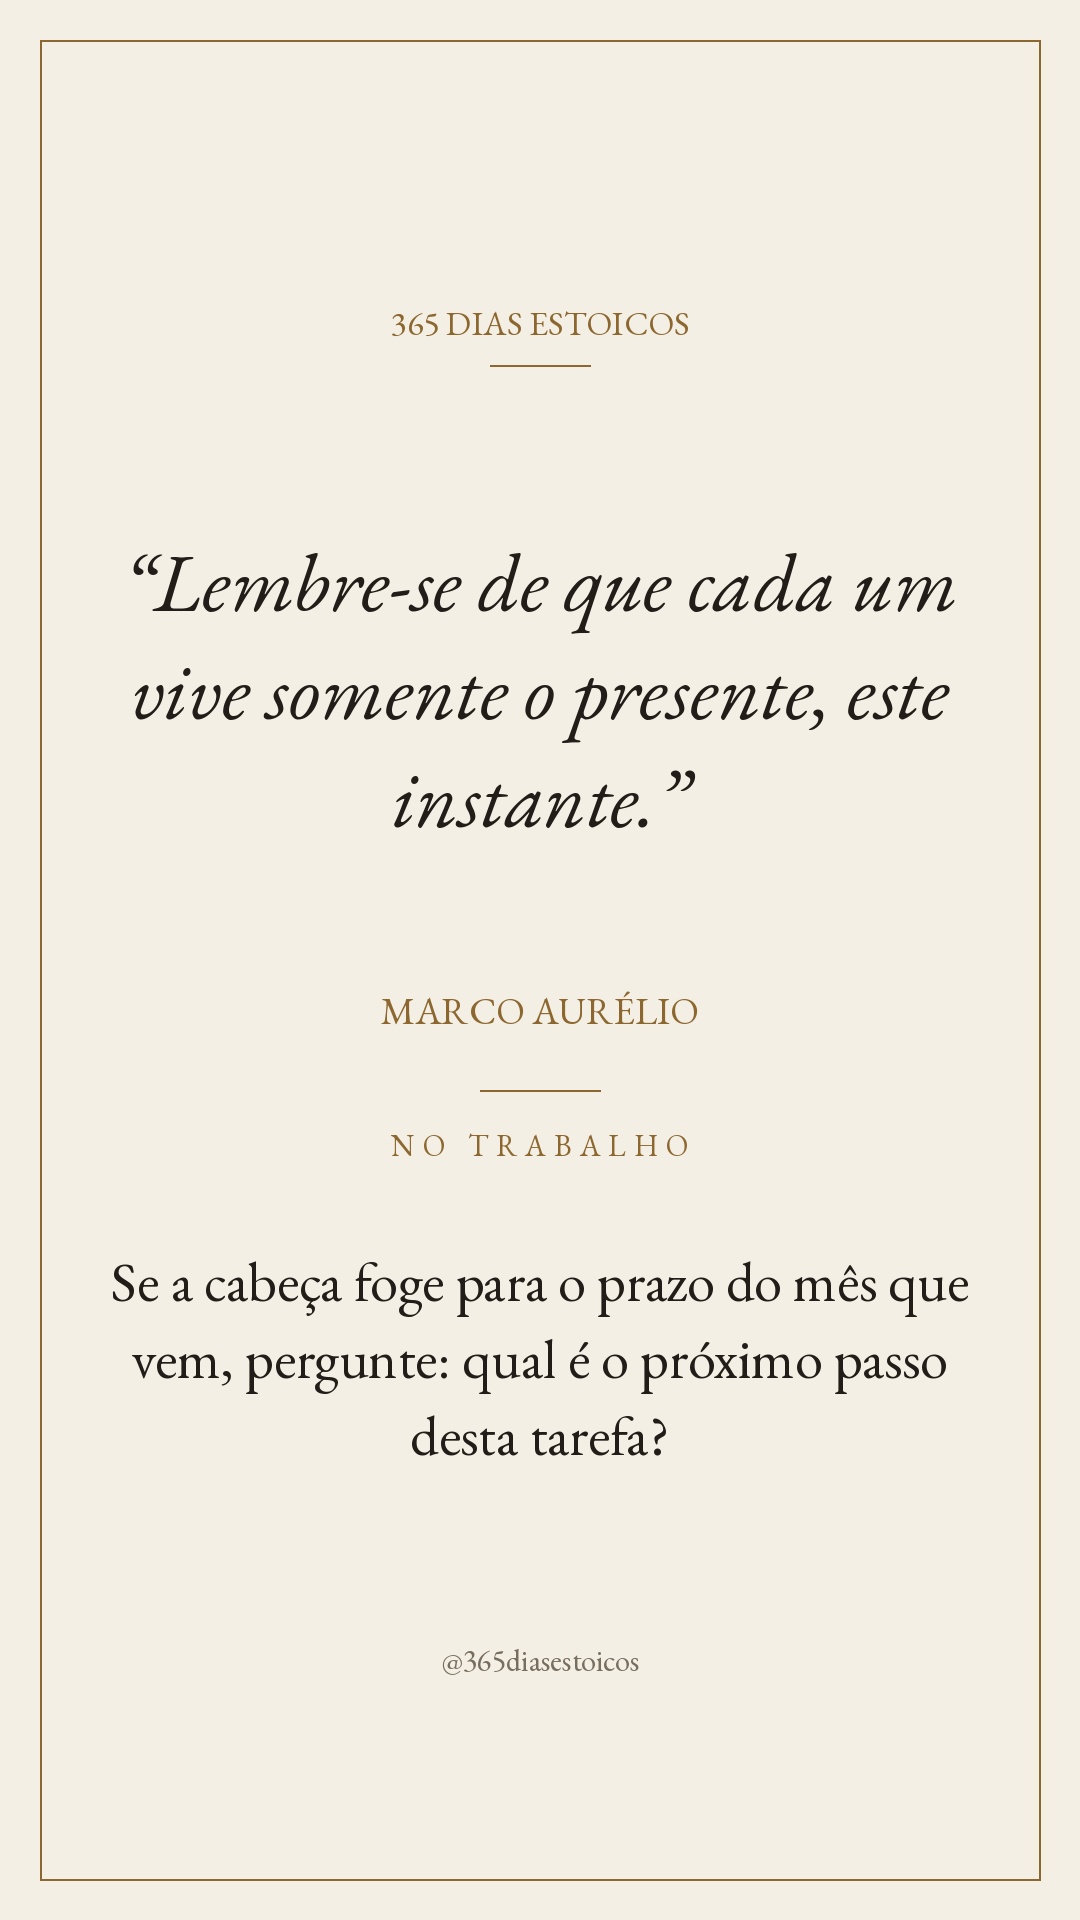 365 DIAS ESTOICOS
“Lembre-se de que cada um
vive somente o presente, este
instante.”
MARCO AURÉLIO
NO TRABALHO
Se a cabeça foge para o prazo do mês que
vem, pergunte: qual é o próximo passo
desta tarefa?
@365diasestoicos